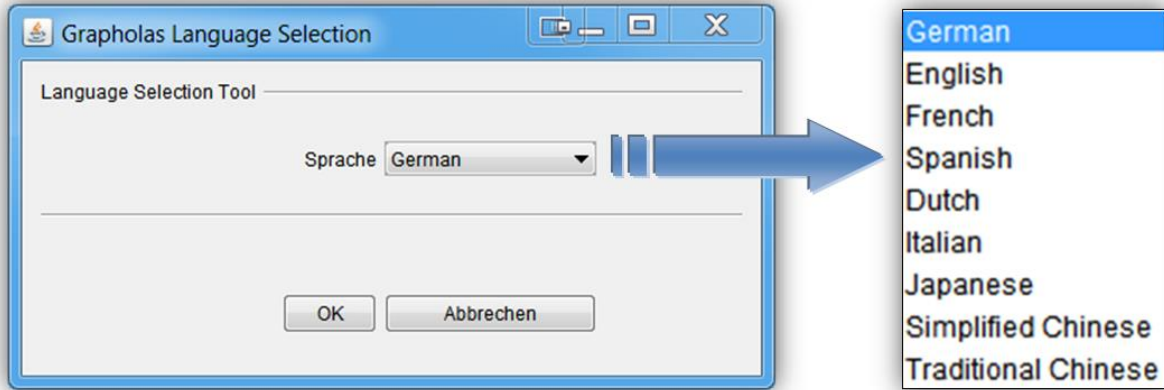 Grapholas Language Selection
Language Selection Tool
Sprache German
OK Abbrechen
German
English
French
Spanish
Dutch
Italian
Japanese
Simplified Chinese
Traditional Chinese